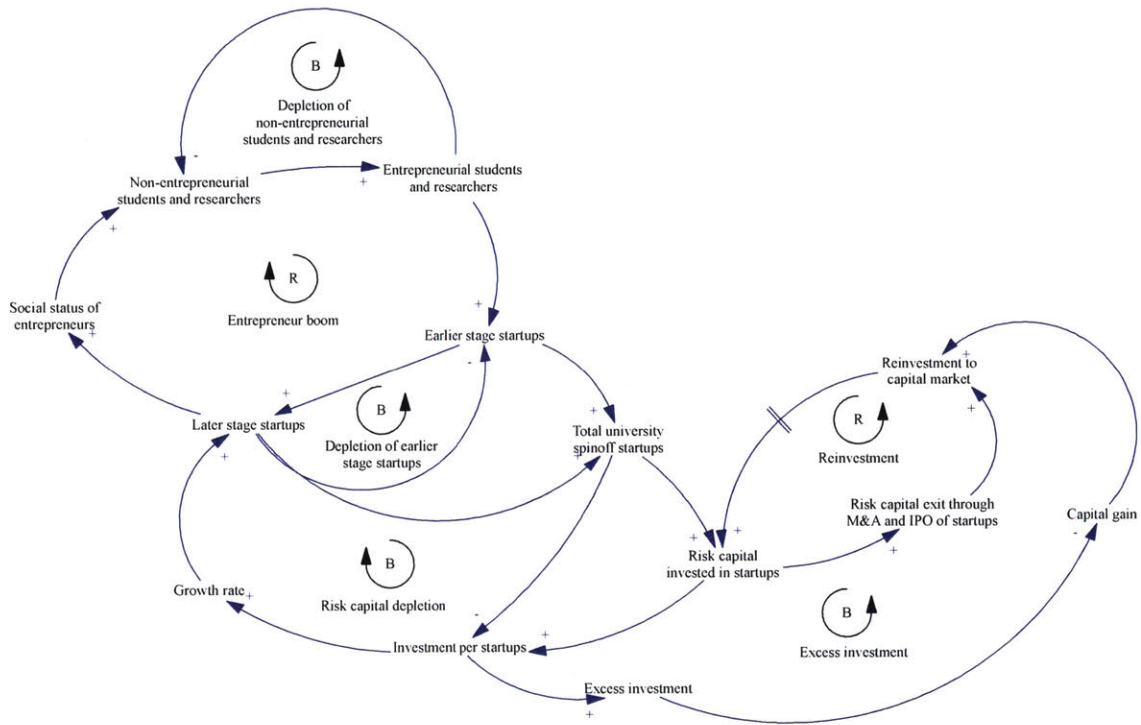 B
Depletion of
non-entrepreneurial
students and researchers
-
+
Non-entrepreneurial
students and researchers
Entrepreneurial students
and researchers
+
R
Entrepreneur boom
Social status of
entrepreneurs
+
+
Earlier stage startups
-
+
B
Depletion of earlier
stage startups
Later stage startups
+
+
Total university
spinoff startups
+
Reinvestment to
capital market
+
+
R
Reinvestment
Risk capital exit through
M&A and IPO of startups
+
Capital gain
-
+
+
Risk capital
invested in startups
B
Risk capital depletion
Growth rate
+
-
+
Investment per startups
B
Excess investment
Excess investment
+